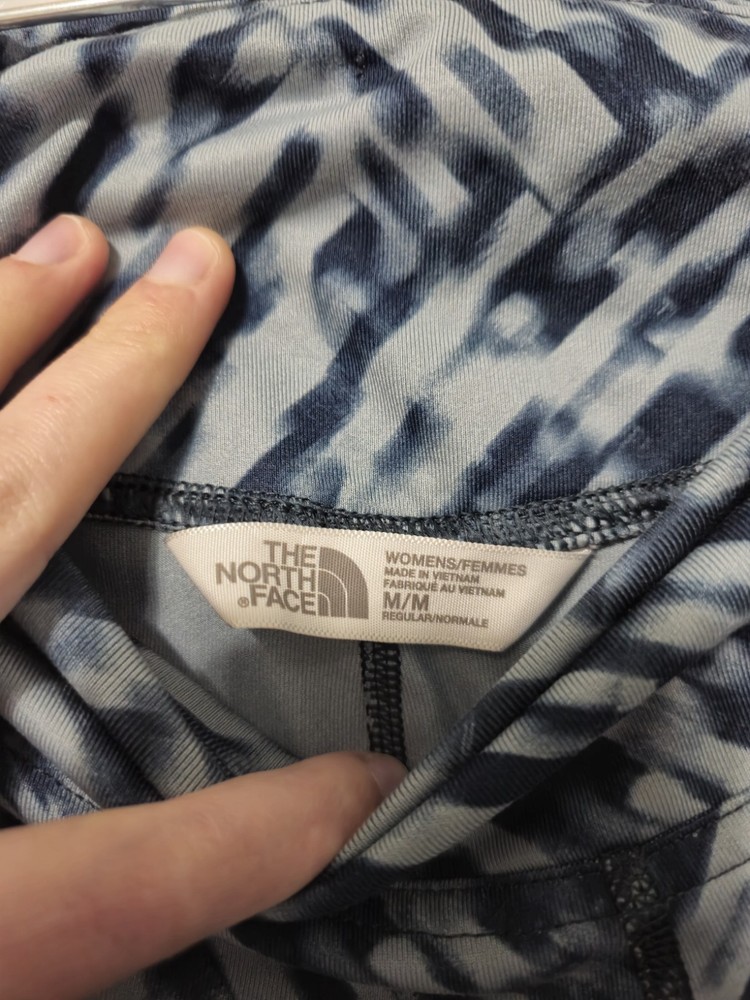 THE
NORTH
®FACE
WOMENS/FEMMES
MADE IN VIETNAM
FABRIQUÉ AU VIETNAM
M/M
REGULAR/NORMALE